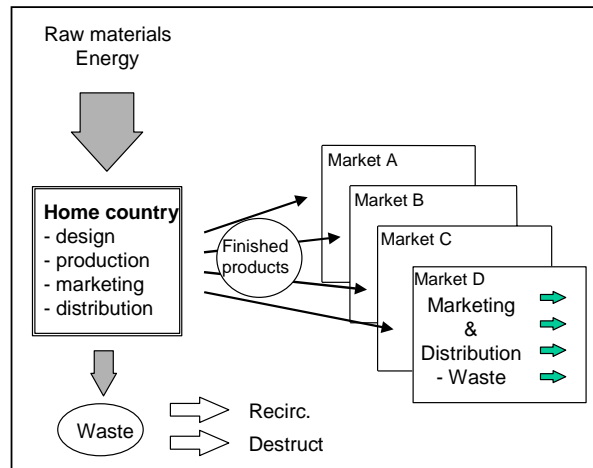 Raw materials
Energy
Home country
- design
- production
- marketing
- distribution
Finished
products
Market A
Market B
Market C
Market D
Marketing
&
Distribution
- Waste
Waste
Recirc.
Destruct